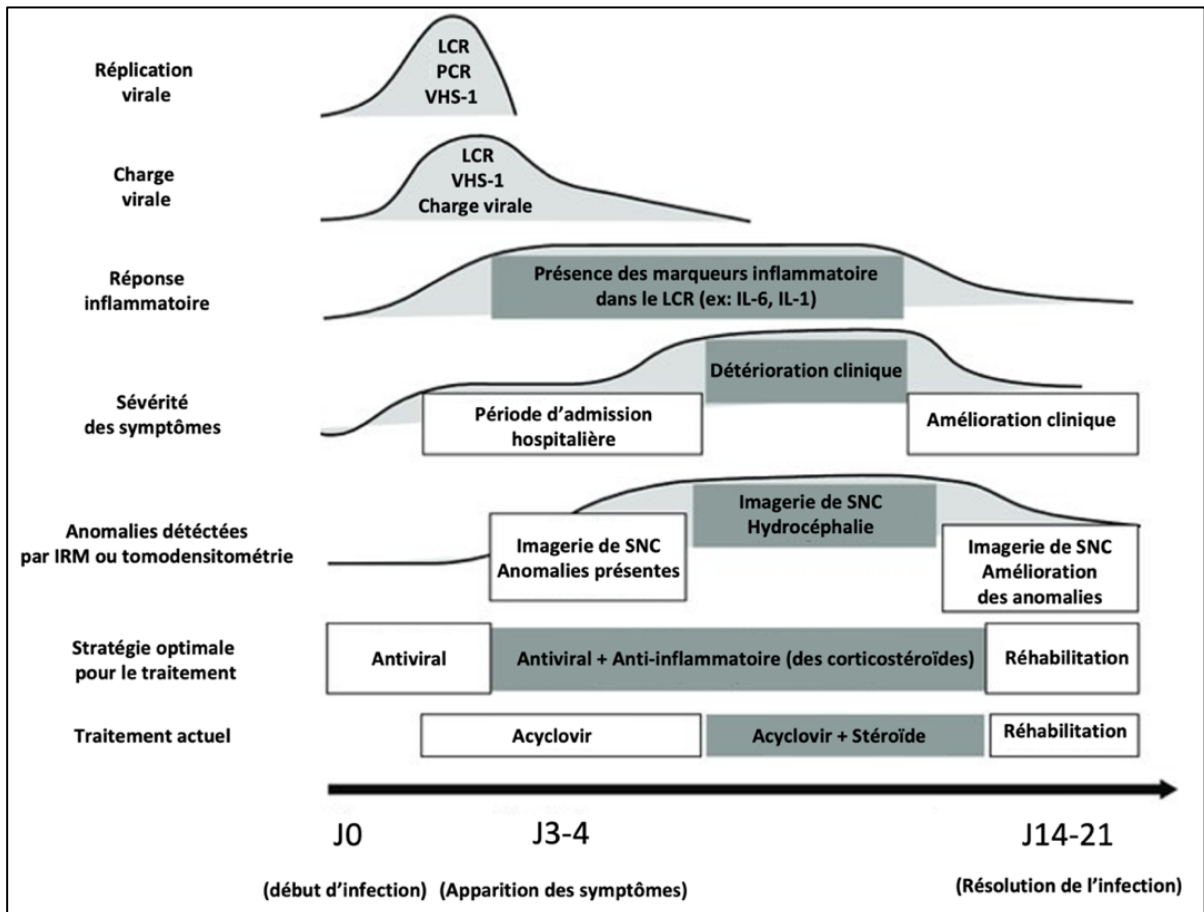 Réplication
virale
LCR
PCR
VHS-1
Charge
virale
LCR
VHS-1
Charge virale
Réponse
inflammatoire
Présence des marqueurs inflammatoire
dans le LCR (ex: IL-6, IL-1)
Sévérité
des symptômes
Période d’admission
hospitalière
Détérioration clinique
Amélioration clinique
Anomalies détéctées
par IRM ou tomodensitométrie
Imagerie de SNC
Anomalies présentes
Imagerie de SNC
Hydrocéphalie
Imagerie de SNC
Amélioration
des anomalies
Stratégie optimale
pour le traitement
Antiviral
Antiviral + Anti-inflammatoire (des corticostéroïdes)
Réhabilitation
Traitement actuel
Acyclovir
Acyclovir + Stéroïde
Réhabilitation
J0
J3-4
J14-21
(début d’infection)
(Apparition des symptômes)
(Résolution de l’infection)